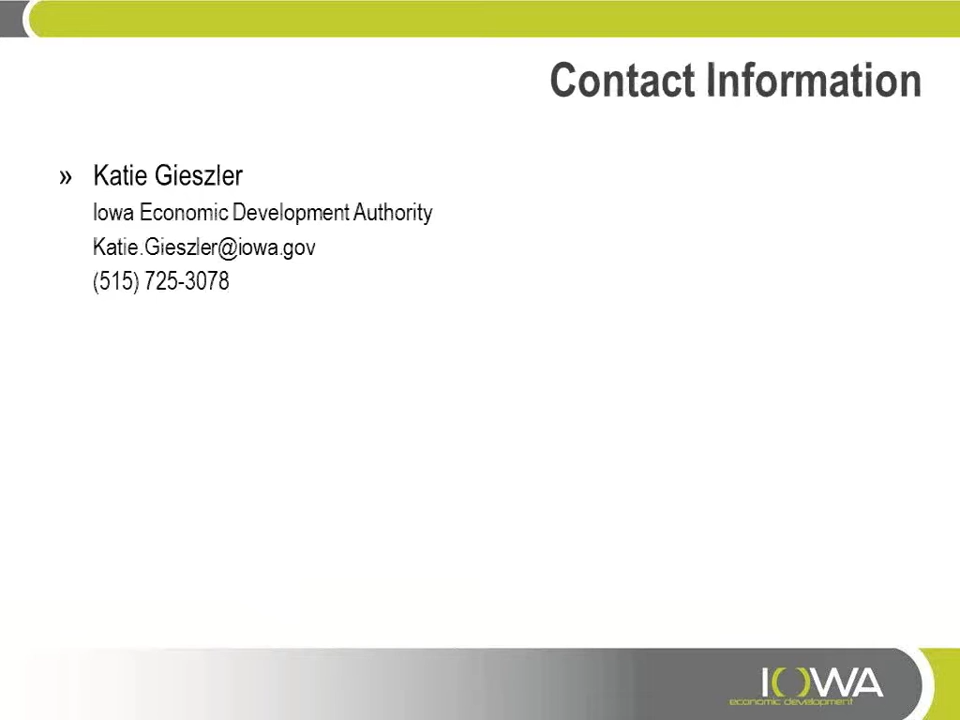 Contact Information
» Katie Gieszler
Iowa Economic Development Authority
Katie.Gieszler@iowa.gov
(515) 725-3078
IOWA
economic development